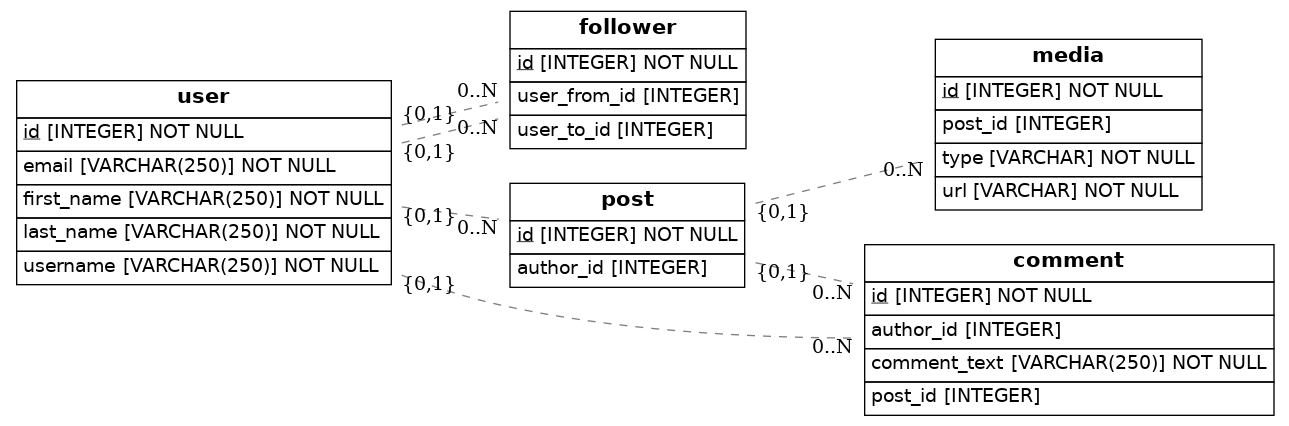 user
id [INTEGER] NOT NULL
email [VARCHAR(250)] NOT NULL
first_name [VARCHAR(250)] NOT NULL
last_name [VARCHAR(250)] NOT NULL
username [VARCHAR(250)] NOT NULL
{0,1}
0..N
{0,1}
0..N
{0,1}
0..N
{0,1}
0..N
follower
id [INTEGER] NOT NULL
user_from_id [INTEGER]
user_to_id [INTEGER]
post
id [INTEGER] NOT NULL
author_id [INTEGER]
{0,1}
0..N
{0,1}
0..N
media
id [INTEGER] NOT NULL
post_id [INTEGER]
type [VARCHAR] NOT NULL
url [VARCHAR] NOT NULL
comment
id [INTEGER] NOT NULL
author_id [INTEGER]
comment_text [VARCHAR(250)] NOT NULL
post_id [INTEGER]